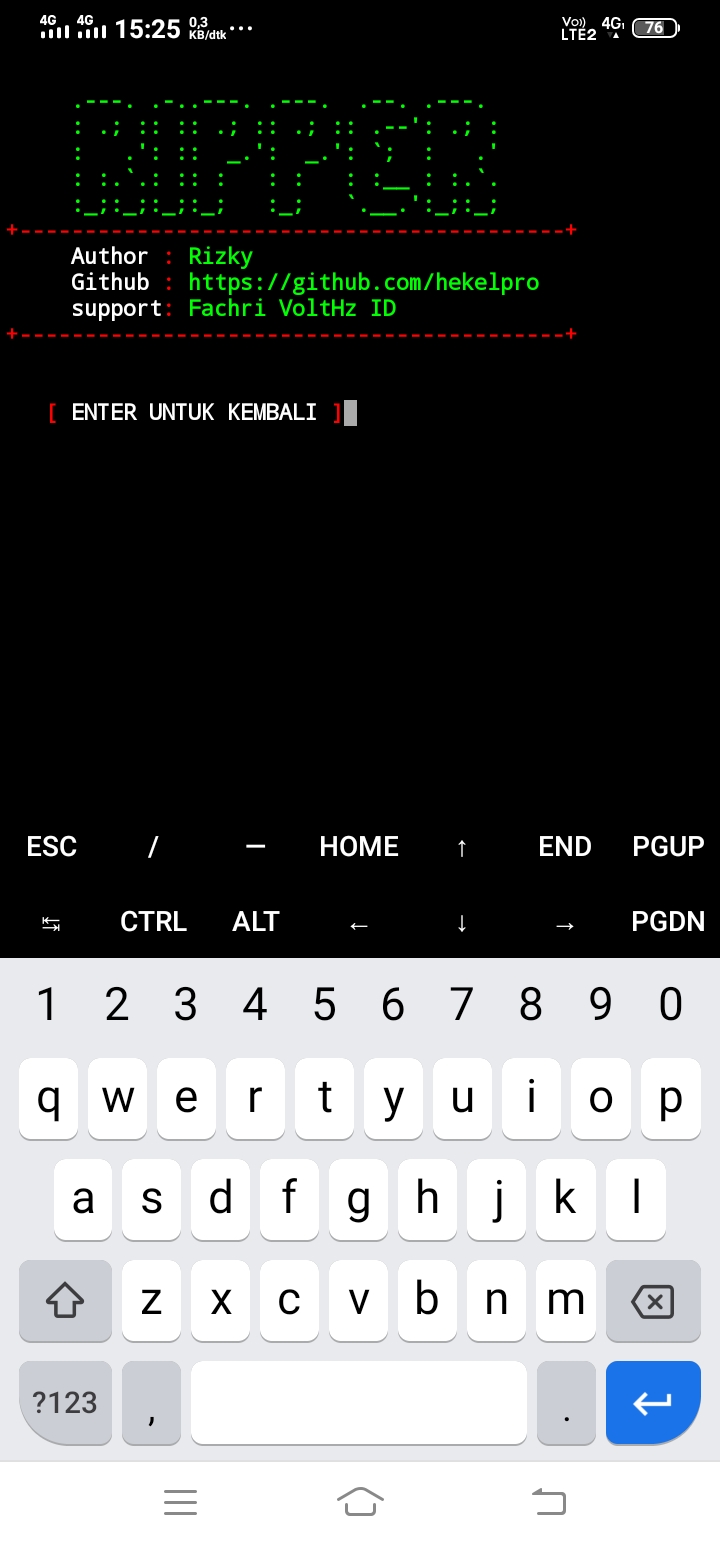 4G 4G 15:25 0,3 KB/dtk ... Vo)) LTE2 4G1 76
RIPPER
+------------------------------------------+
Author : Rizky
Github : https://github.com/hekelpro
support: Fachri VoltHz ID
+------------------------------------------+
[ ENTER UNTUK KEMBALI ]
ESC / — HOME ↑ END PGUP
↹ CTRL ALT ← ↓ → PGDN
1 2 3 4 5 6 7 8 9 0
q w e r t y u i o p
a s d f g h j k l
z x c v b n m
?123 , .